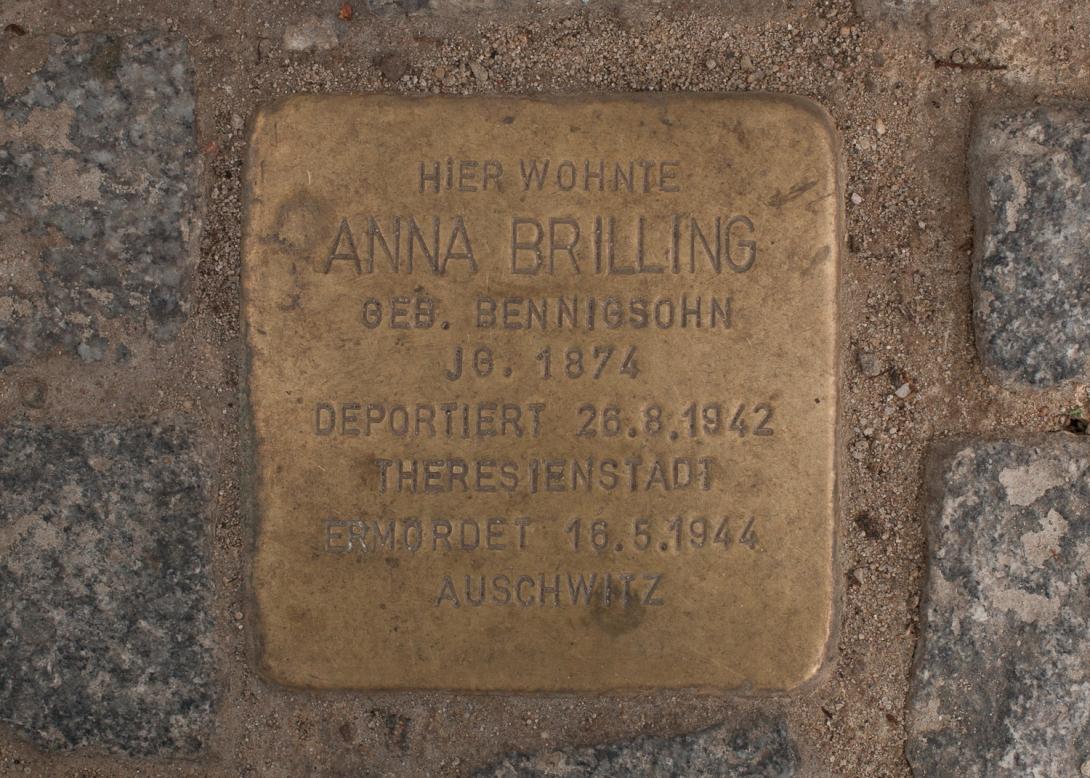 HIER WOHNTE
ANNA BRILLING
GEB. BENNIGSOHN
JG. 1874
DEPORTIERT 26.8.1942
THERESIENSTADT
ERMORDET 16.5.1944
AUSCHWITZ